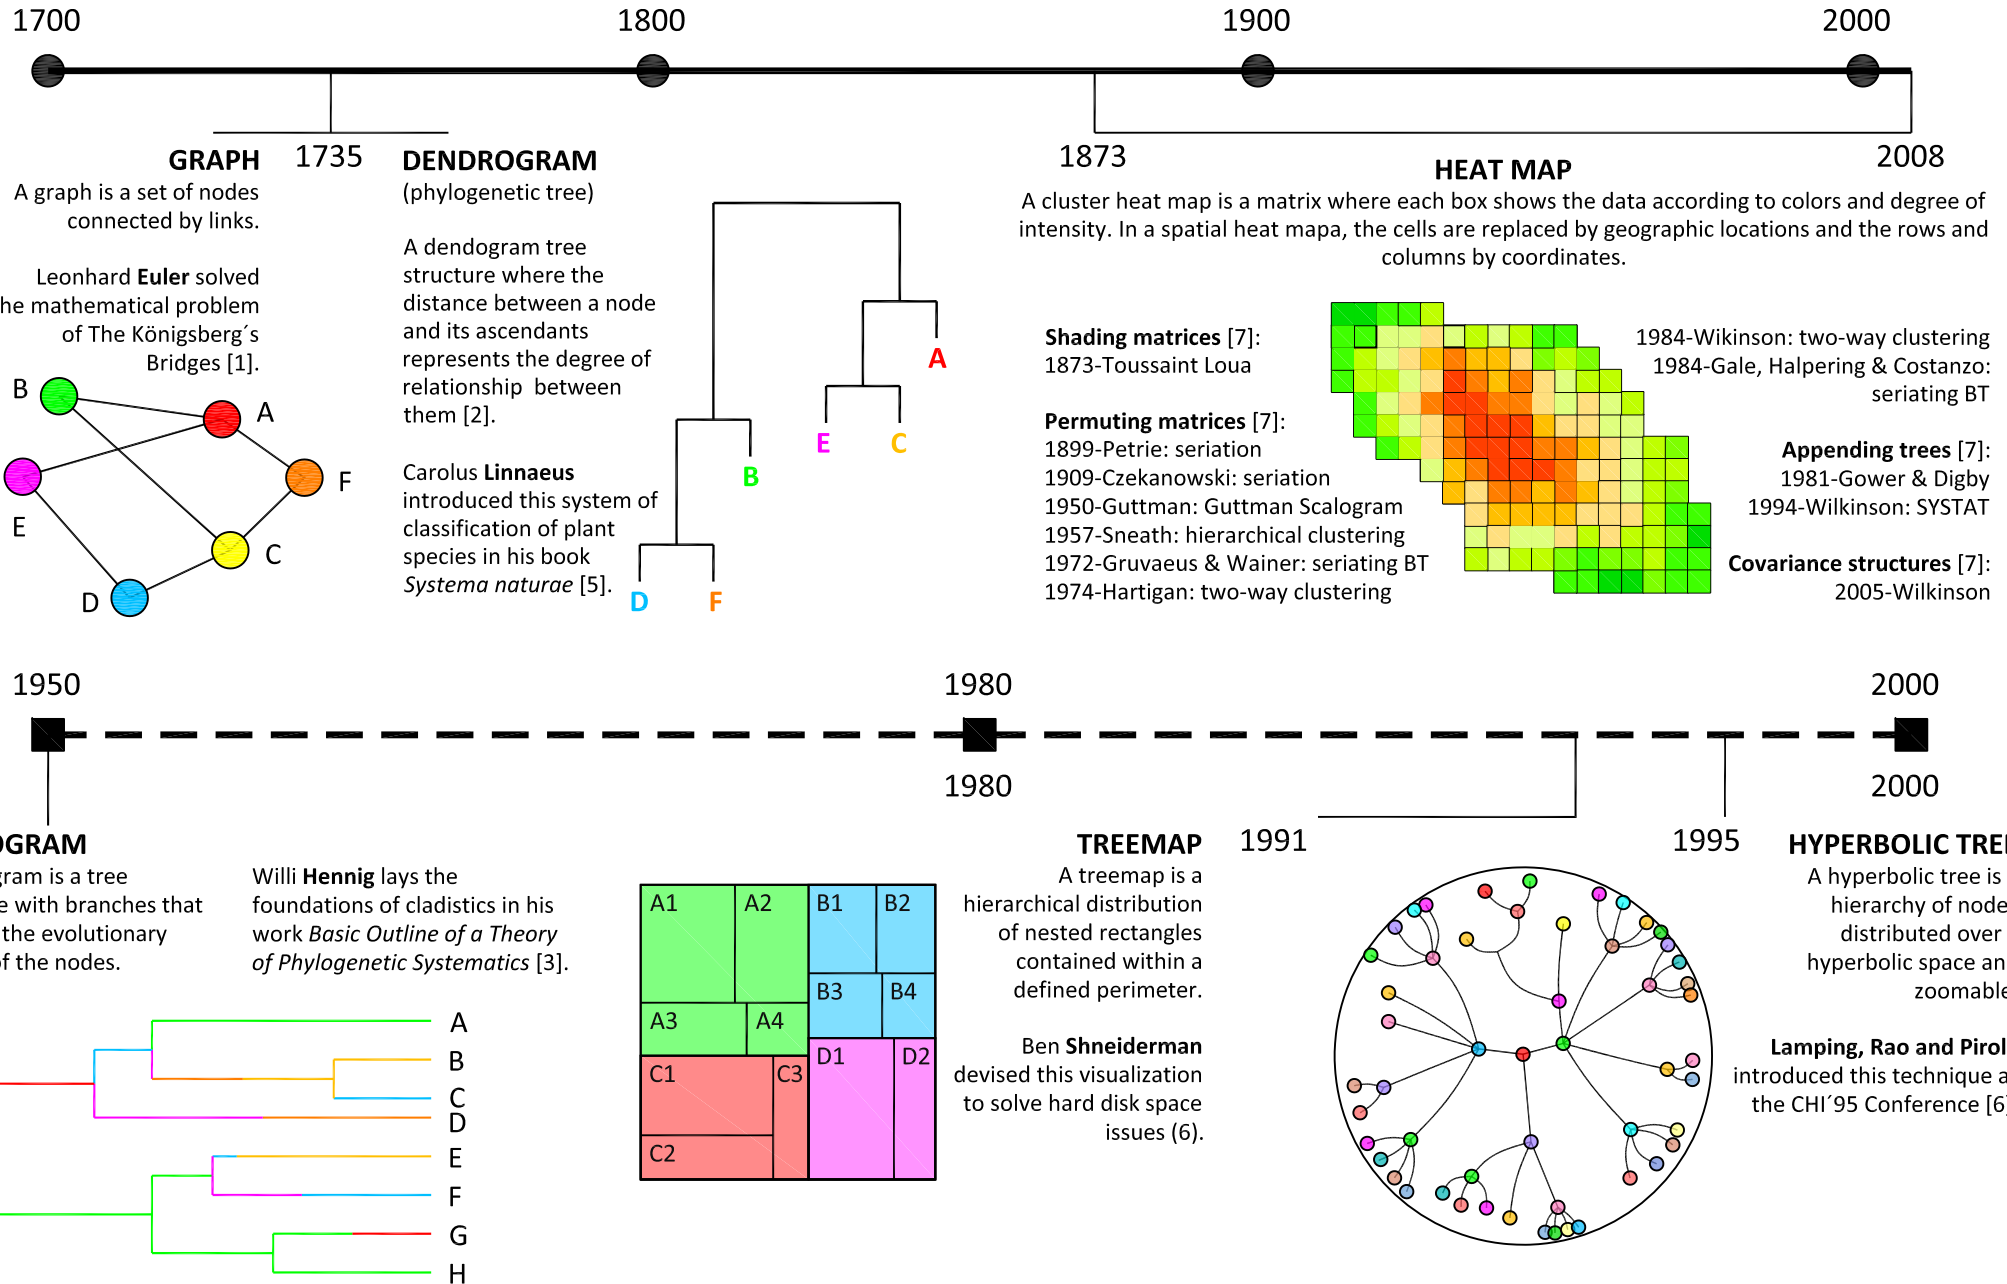 1700
1800
1900
2000
GRAPH
1735
A graph is a set of nodes
connected by links.
Leonhard Euler solved
he mathematical problem
of The Königsberg´s
Bridges [1].
B
A
F
E
C
D
DENDROGRAM
(phylogenetic tree)
A dendogram tree
structure where the
distance between a node
and its ascendants
represents the degree of
relationship between
them [2].
Carolus Linnaeus
introduced this system of
classification of plant
species in his book
Systema naturae [5].
A
E
C
B
D
F
1873
2008
HEAT MAP
A cluster heat map is a matrix where each box shows the data according to colors and degree of
intensity. In a spatial heat mapa, the cells are replaced by geographic locations and the rows and
columns by coordinates.
Shading matrices [7]:
1873-Toussaint Loua
Permuting matrices [7]:
1899-Petrie: seriation
1909-Czekanowski: seriation
1950-Guttman: Guttman Scalogram
1957-Sneath: hierarchical clustering
1972-Gruvaeus & Wainer: seriating BT
1974-Hartigan: two-way clustering
1984-Wikinson: two-way clustering
1984-Gale, Halpering & Costanzo:
seriating BT
Appending trees [7]:
1981-Gower & Digby
1994-Wilkinson: SYSTAT
Covariance structures [7]:
2005-Wilkinson
1950
1980
2000
1980
2000
OGRAM
gram is a tree
e with branches that
the evolutionary
of the nodes.
Willi Hennig lays the
foundations of cladistics in his
work Basic Outline of a Theory
of Phylogenetic Systematics [3].
A
B
C
D
E
F
G
H
A1
A2
B1
B2
A3
A4
B3
B4
C1
C3
D1
D2
C2
TREEMAP
1991
A treemap is a
hierarchical distribution
of nested rectangles
contained within a
defined perimeter.
Ben Shneiderman
devised this visualization
to solve hard disk space
issues (6).
1995
HYPERBOLIC TREE
A hyperbolic tree is
hierarchy of node
distributed over
hyperbolic space an
zoomable
Lamping, Rao and Pirol
introduced this technique a
the CHI´95 Conference [6]